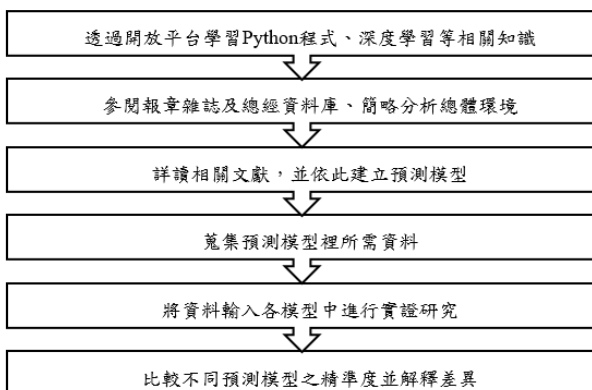 透過開放平台學習Python程式、深度學習等相關知識
參閱報章雜誌及總經資料庫、簡略分析總體環境
詳讀相關文獻，並依此建立預測模型
蒐集預測模型裡所需資料
將資料輸入各模型中進行實證研究
比較不同預測模型之精準度並解釋差異